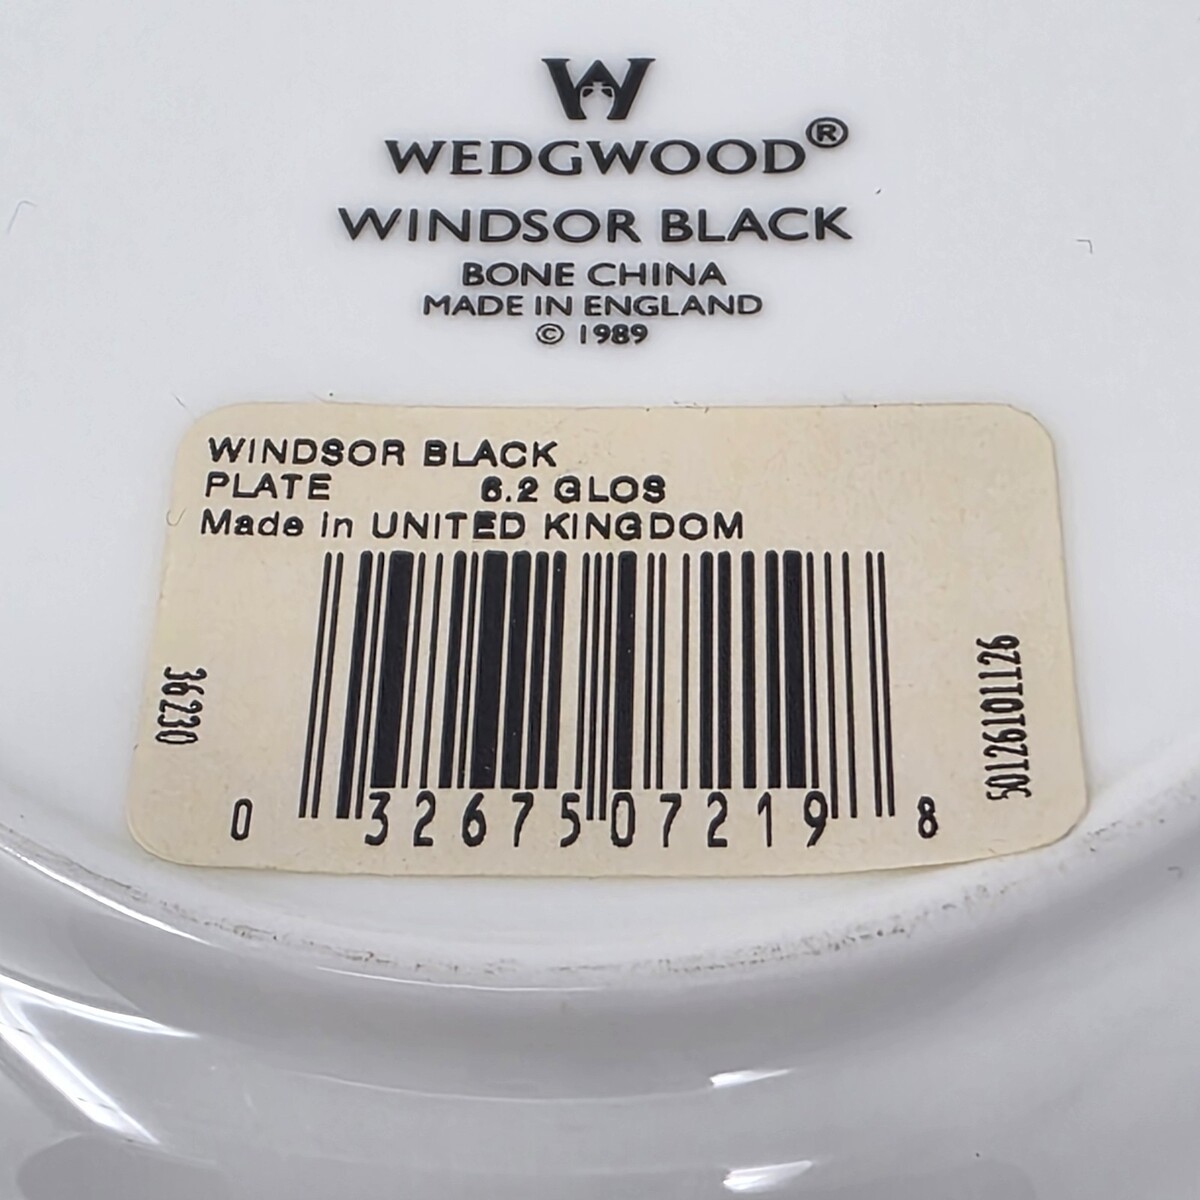 W
WEDGWOOD®
WINDSOR BLACK
BONE CHINA
MADE IN ENGLAND
© 1989
WINDSOR BLACK
PLATE 6.2 GLOS
Made in UNITED KINGDOM
36230
50126101126
0 32675 07219 8